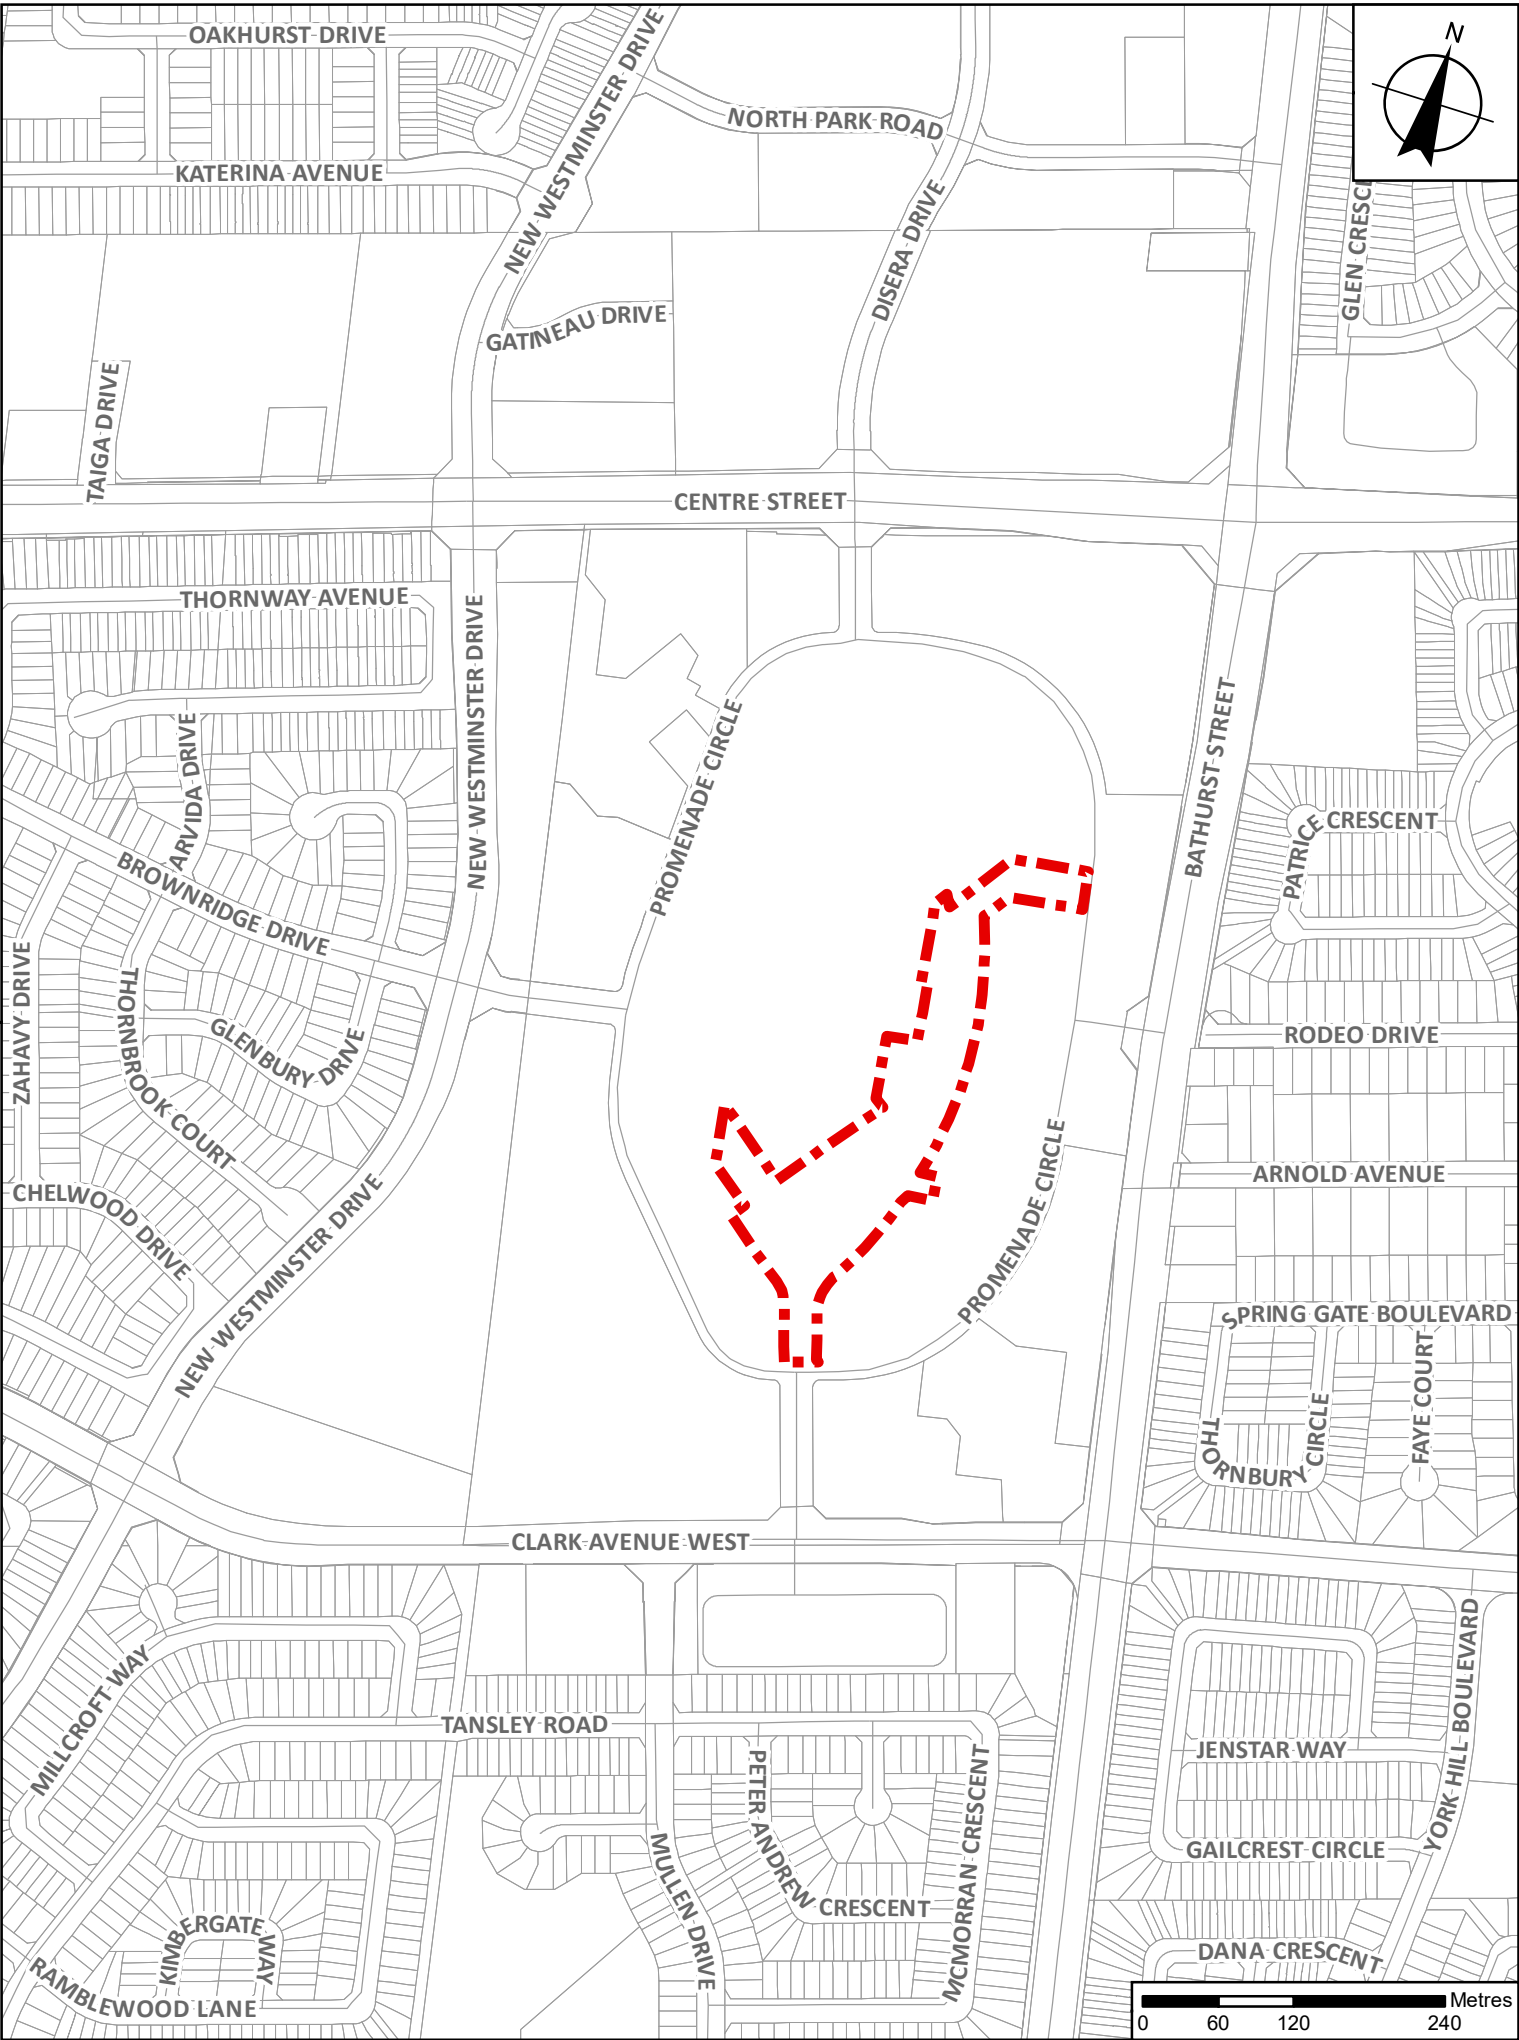 OAKHURST DRIVE
N
NEW WESTMINSTER DRIVE
NORTH PARK ROAD
KATERINA AVENUE
DISERA DRIVE
GLEN CRESCE
GATINEAU DRIVE
TAIGA DRIVE
CENTRE STREET
THORNWAY AVENUE
NEW WESTMINSTER DRIVE
PROMENADE CIRCLE
BATHURST STREET
ARVIDA DRIVE
PATRICE CRESCENT
BROWNRIDGE DRIVE
ZAHAVY DRIVE
THORNBROOK COURT
GLENBURY DRIVE
RODEO DRIVE
PROMENADE CIRCLE
ARNOLD AVENUE
CHELWOOD DRIVE
NEW WESTMINSTER DRIVE
SPRING GATE BOULEVARD
THORNBURY CIRCLE
FAYE COURT
CLARK AVENUE WEST
MILLCROFT WAY
TANSLEY ROAD
PETER ANDREW CRESCENT
MCMORRAN CRESCENT
JENSTAR WAY
YORK HILL BOULEVARD
MULLEN DRIVE
GAILCREST CIRCLE
KIMBERGATE WAY
DANA CRESCENT
RAMBLEWOOD LANE
Metres
0 60 120 240